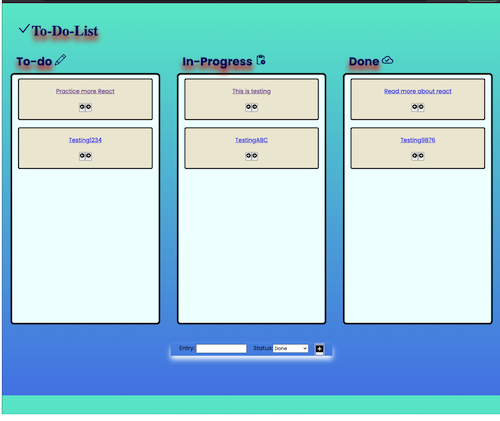 To-Do-List
To-do
In-Progress
Done
Practice more React
This is testing
Read more about react
Testing1234
TestingABC
Testing9876
Entry:
Status:
Done